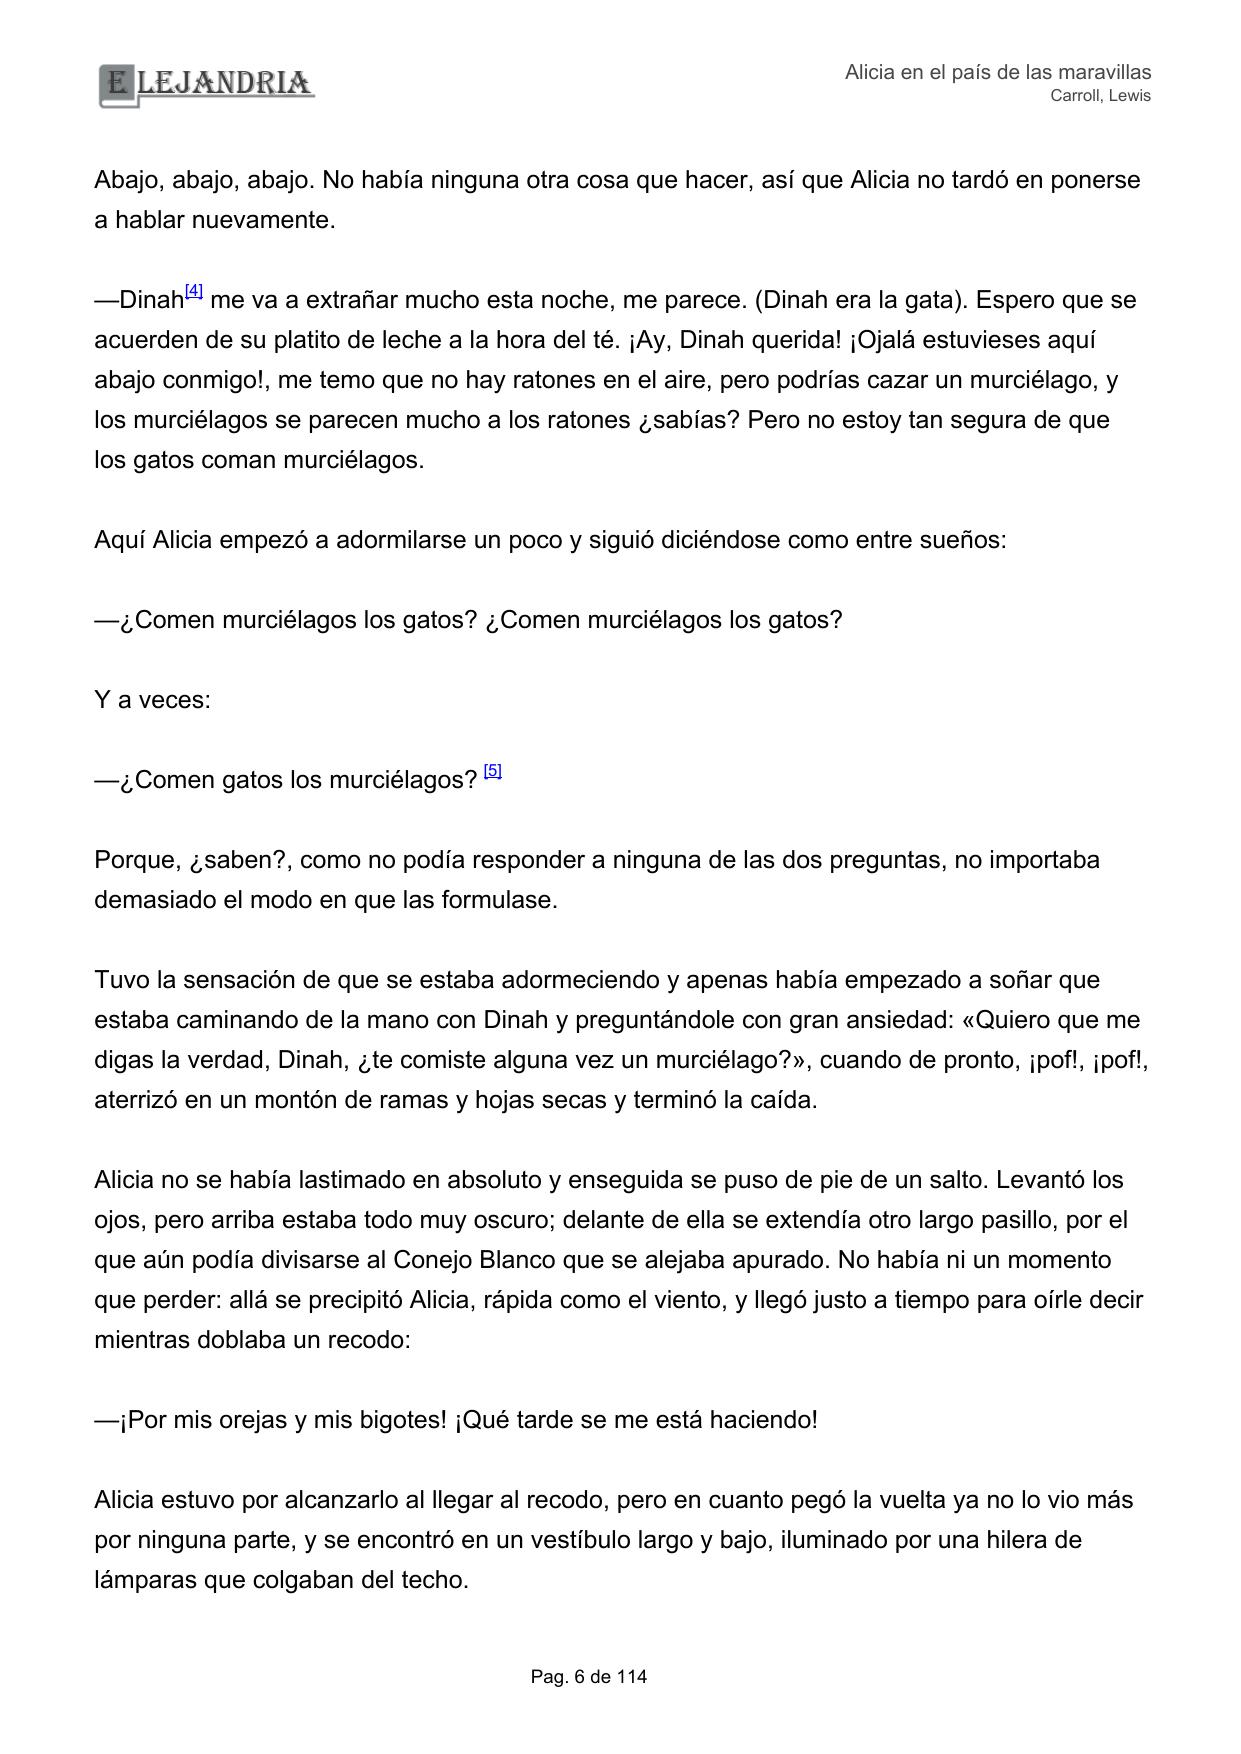 ELEJANDRIA
Alicia en el país de las maravillas
Carroll, Lewis
Abajo, abajo, abajo. No había ninguna otra cosa que hacer, así que Alicia no tardó en ponerse
a hablar nuevamente.
—Dinah[4] me va a extrañar mucho esta noche, me parece. (Dinah era la gata). Espero que se
acuerden de su platito de leche a la hora del té. ¡Ay, Dinah querida! ¡Ojalá estuvieses aquí
abajo conmigo!, me temo que no hay ratones en el aire, pero podrías cazar un murciélago, y
los murciélagos se parecen mucho a los ratones ¿sabías? Pero no estoy tan segura de que
los gatos coman murciélagos.
Aquí Alicia empezó a adormilarse un poco y siguió diciéndose como entre sueños:
—¿Comen murciélagos los gatos? ¿Comen murciélagos los gatos?
Y a veces:
—¿Comen gatos los murciélagos? [5]
Porque, ¿saben?, como no podía responder a ninguna de las dos preguntas, no importaba
demasiado el modo en que las formulase.
Tuvo la sensación de que se estaba adormeciendo y apenas había empezado a soñar que
estaba caminando de la mano con Dinah y preguntándole con gran ansiedad: «Quiero que me
digas la verdad, Dinah, ¿te comiste alguna vez un murciélago?», cuando de pronto, ¡pof!, ¡pof!,
aterrizó en un montón de ramas y hojas secas y terminó la caída.
Alicia no se había lastimado en absoluto y enseguida se puso de pie de un salto. Levantó los
ojos, pero arriba estaba todo muy oscuro; delante de ella se extendía otro largo pasillo, por el
que aún podía divisarse al Conejo Blanco que se alejaba apurado. No había ni un momento
que perder: allá se precipitó Alicia, rápida como el viento, y llegó justo a tiempo para oírle decir
mientras doblaba un recodo:
—¡Por mis orejas y mis bigotes! ¡Qué tarde se me está haciendo!
Alicia estuvo por alcanzarlo al llegar al recodo, pero en cuanto pegó la vuelta ya no lo vio más
por ninguna parte, y se encontró en un vestíbulo largo y bajo, iluminado por una hilera de
lámparas que colgaban del techo.
Pag. 6 de 114